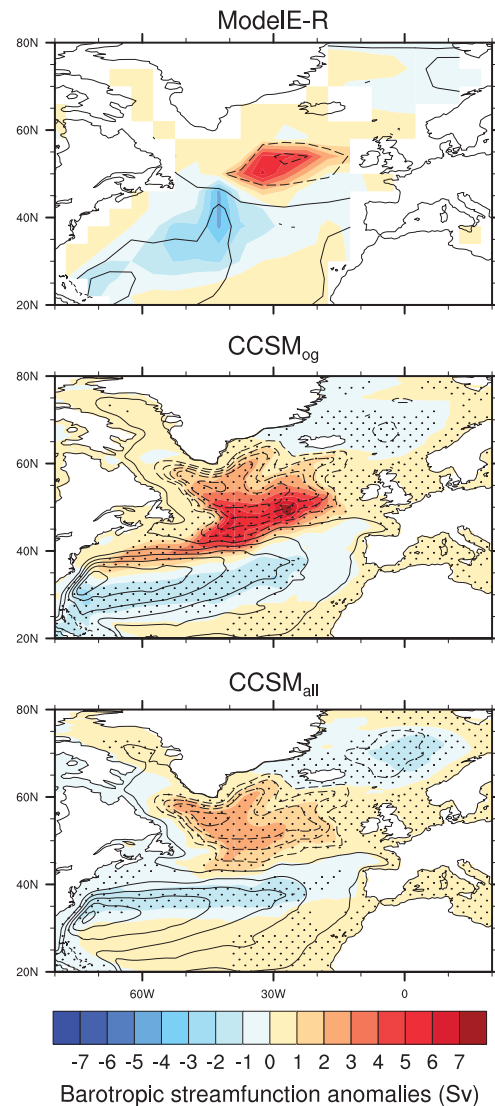 ModelE-R
80N
60N
40N
20N
CCSMog
80N
60N
40N
20N
CCSMall
80N
60N
40N
20N
60W 30W 0
-7 -6 -5 -4 -3 -2 -1 0 1 2 3 4 5 6 7
Barotropic streamfunction anomalies (Sv)